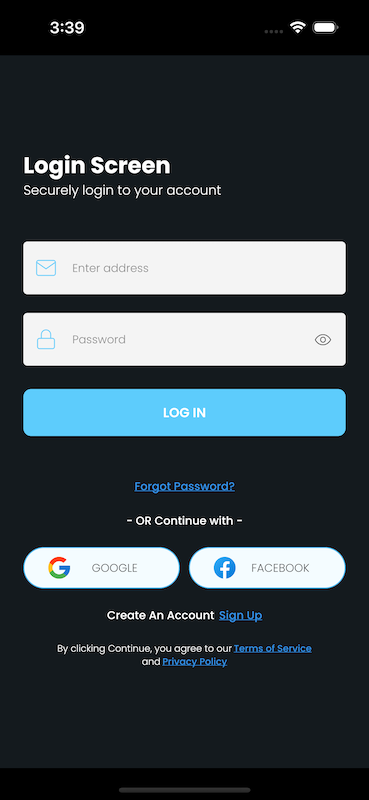 3:39
Login Screen
Securely login to your account
Enter address
Password
LOG IN
Forgot Password?
- OR Continue with -
GOOGLE FACEBOOK
Create An Account Sign Up
By clicking Continue, you agree to our Terms of Service
and Privacy Policy